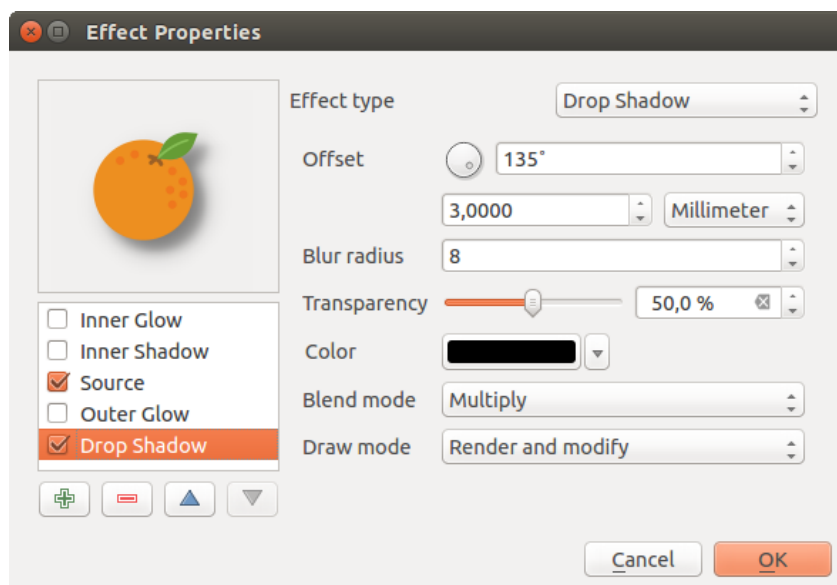 Effect Properties
Effect type
Drop Shadow
Offset
135°
3,0000
Millimeter
Blur radius
8
Transparency
50,0 %
Color
Blend mode
Multiply
Draw mode
Render and modify
Inner Glow
Inner Shadow
Source
Outer Glow
Drop Shadow
Cancel
OK